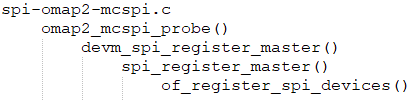 spi-omap2-mcspi.c
omap2_mcspi_probe()
devm_spi_register_master()
spi_register_master()
of_register_spi_devices()